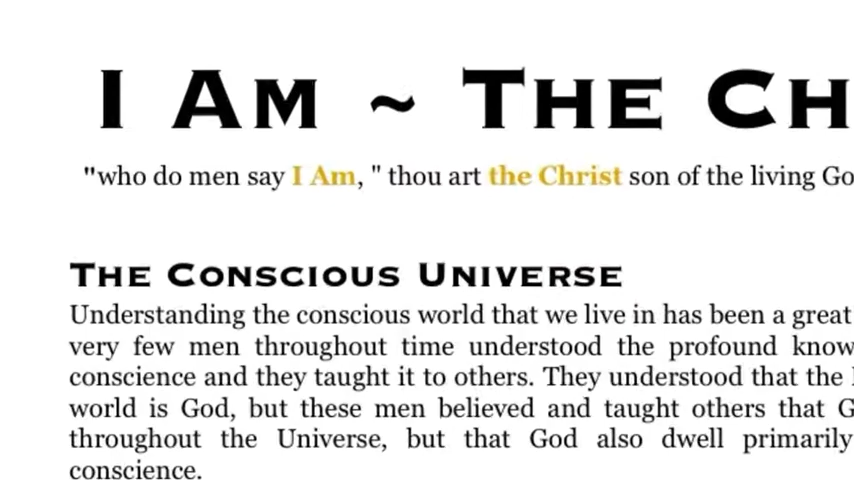 I AM ~ THE CH
"who do men say I Am, " thou art the Christ son of the living Go
THE CONSCIOUS UNIVERSE
Understanding the conscious world that we live in has been a great
very few men throughout time understood the profound know
conscience and they taught it to others. They understood that the
world is God, but these men believed and taught others that G
throughout the Universe, but that God also dwell primarily
conscience.